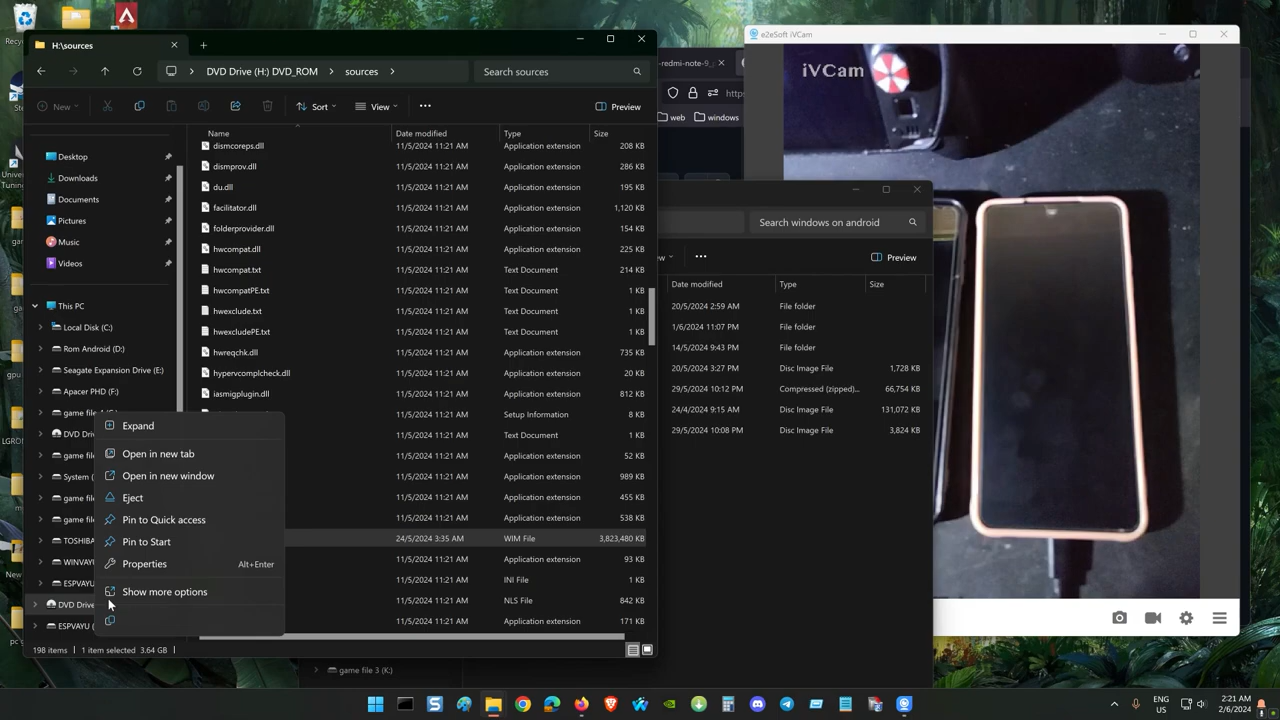 Recycl
H:\sources
e2eSoft iVCam
DVD Drive (H:) DVD_ROM
sources
Search sources
-redmi-note-9_
https
New
Sort
View
Preview
web
windows
iVCam
Name
Date modified
Type
Size
Desktop
Downloads
Documents
Pictures
Music
Videos
This PC
Local Disk (C:)
Rom Android (D:)
Seagate Expansion Drive (E:)
Apacer PHD (F:)
DVD Driv
game file
System (
game file
TOSHIBA
WINVAYU
ESPVAYU
DVD Drive
ESPVAYU (
dismcoreps.dll 11/5/2024 11:21 AM Application extension 208 KB
dismprov.dll 11/5/2024 11:21 AM Application extension 286 KB
du.dll 11/5/2024 11:21 AM Application extension 195 KB
facilitator.dll 11/5/2024 11:21 AM Application extension 1,120 KB
folderprovider.dll 11/5/2024 11:21 AM Application extension 154 KB
hwcompat.dll 11/5/2024 11:21 AM Application extension 225 KB
hwcompat.txt 11/5/2024 11:21 AM Text Document 214 KB
hwcompatPE.txt 11/5/2024 11:21 AM Text Document 1 KB
hwexclude.txt 11/5/2024 11:21 AM Text Document 1 KB
hwexcludePE.txt 11/5/2024 11:21 AM Text Document 1 KB
hwreqchk.dll 11/5/2024 11:21 AM Application extension 735 KB
hypervcomplcheck.dll 11/5/2024 11:21 AM Application extension 20 KB
iasmigplugin.dll 11/5/2024 11:21 AM Application extension 812 KB
11/5/2024 11:21 AM Setup Information 8 KB
11/5/2024 11:21 AM Text Document 1 KB
11/5/2024 11:21 AM Application extension 52 KB
11/5/2024 11:21 AM Application extension 455 KB
11/5/2024 11:21 AM Application extension 538 KB
24/5/2024 3:35 AM WIM File 3,823,480 KB
11/5/2024 11:21 AM Application extension 93 KB
11/5/2024 11:21 AM INI File 1 KB
11/5/2024 11:21 AM NLS File 842 KB
11/5/2024 11:21 AM Application extension 171 KB
Expand
Open in new tab
Open in new window
Eject
Pin to Quick access
Pin to Start
Properties Alt+Enter
Show more options
198 items 1 item selected 3.64 GB
Search windows on android
Preview
Date modified Type Size
20/5/2024 2:59 AM File folder
1/6/2024 11:07 PM File folder
14/5/2024 9:43 PM File folder
20/5/2024 3:27 PM Disc Image File 1,728 KB
29/5/2024 10:12 PM Compressed (zipped)... 66,754 KB
24/4/2024 9:15 AM Disc Image File 131,072 KB
29/5/2024 10:08 PM Disc Image File 3,824 KB
game file 3 (K:)
ENG
US
2:21 AM
2/6/2024